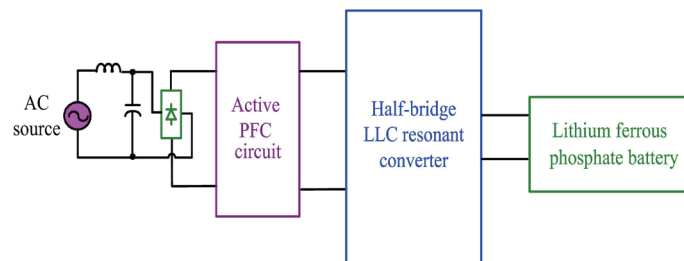 AC
source
Active
PFC
circuit
Half-bridge
LLC resonant
converter
Lithium ferrous
phosphate battery